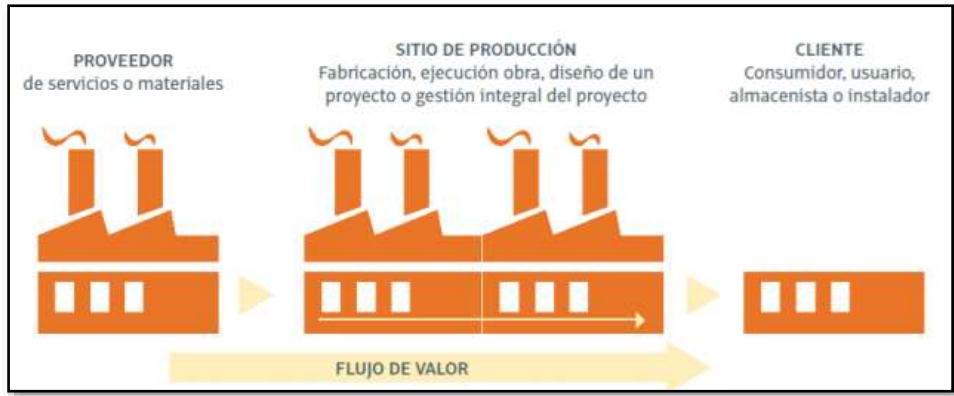 PROVEEDOR
de servicios o materiales
SITIO DE PRODUCCIÓN
Fabricación, ejecución obra, diseño de un
proyecto o gestión integral del proyecto
CLIENTE
Consumidor, usuario,
almacenista o instalador
FLUJO DE VALOR